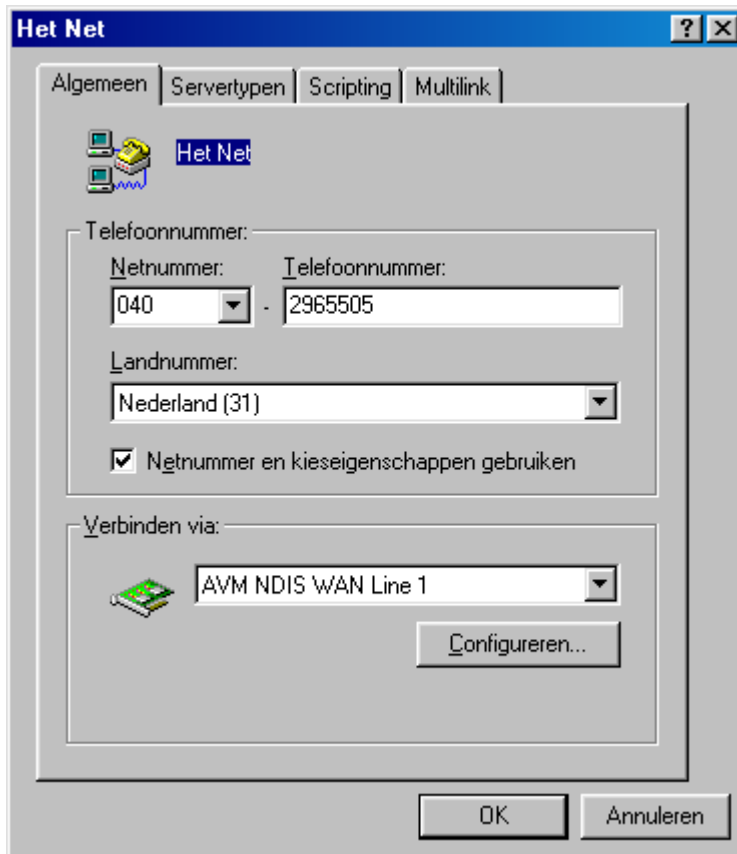 Het Net
Algemeen Servertypen Scripting Multilink
Het Net
Telefoonnummer:
Netnummer: Telefoonnummer:
040 - 2965505
Landnummer:
Nederland (31)
Netnummer en kieseigenschappen gebruiken
Verbinden via:
AVM NDIS WAN Line 1
Configureren...
OK Annuleren